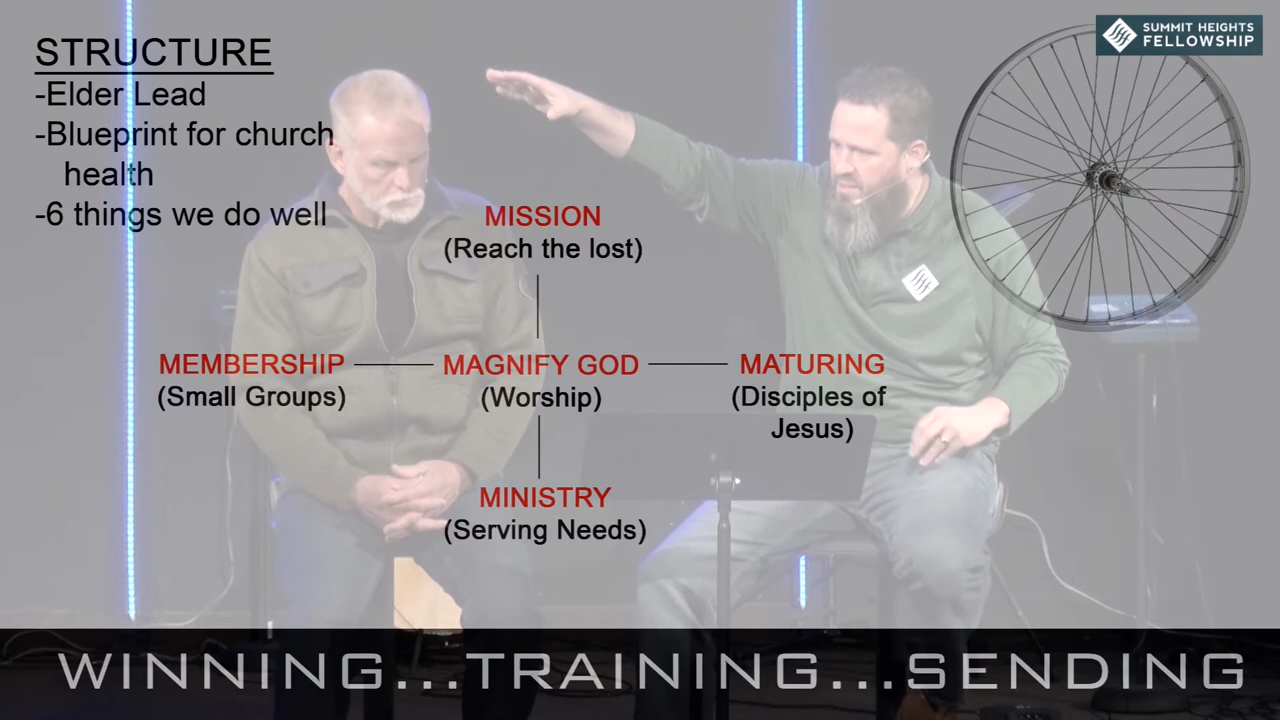 STRUCTURE
-Elder Lead
-Blueprint for church
health
-6 things we do well
SUMMIT HEIGHTS
FELLOWSHIP
MISSION
(Reach the lost)
MEMBERSHIP
(Small Groups)
MAGNIFY GOD
(Worship)
MATURING
(Disciples of
Jesus)
MINISTRY
(Serving Needs)
WINNING...TRAINING...SENDING